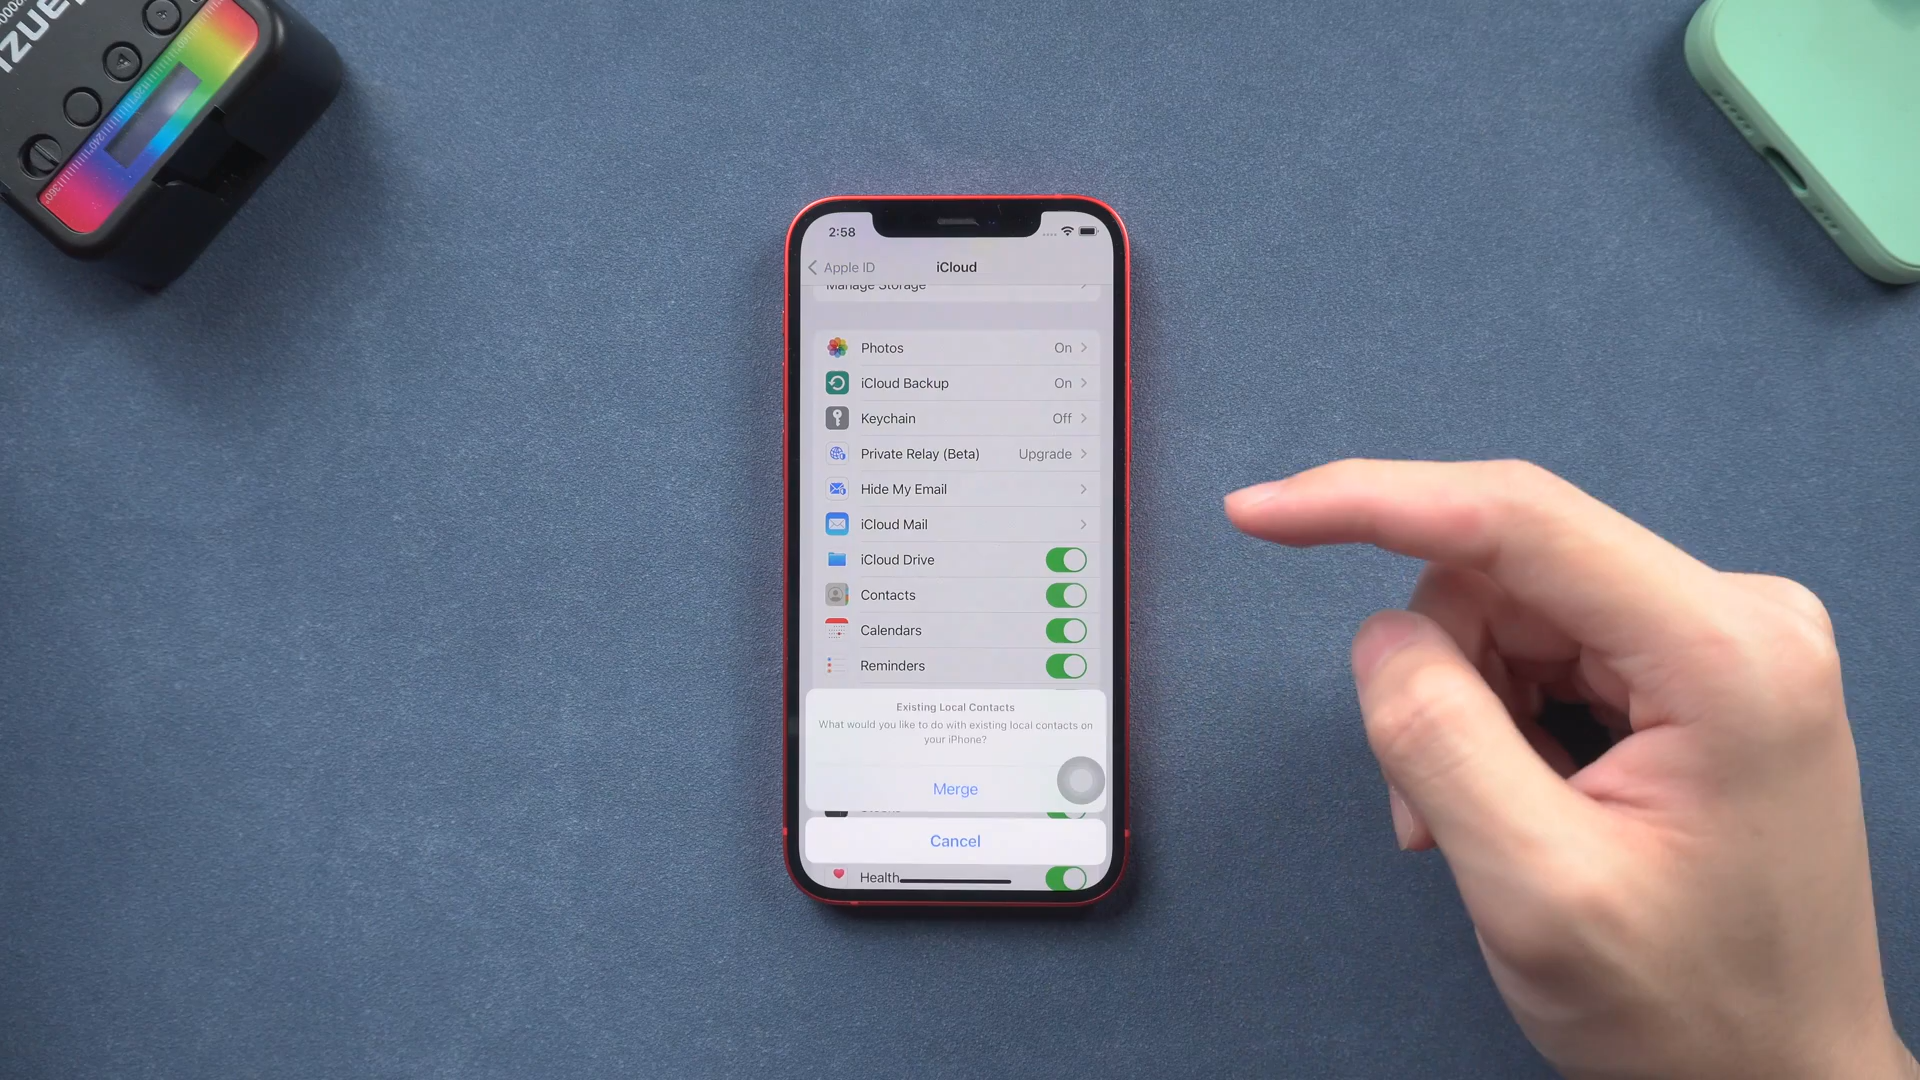 2:58
Apple ID
iCloud
Manage Storage
Photos On
iCloud Backup On
Keychain Off
Private Relay (Beta) Upgrade
Hide My Email
iCloud Mail
iCloud Drive
Contacts
Calendars
Reminders
Existing Local Contacts
What would you like to do with existing local contacts on
your iPhone?
Merge
Cancel
Health